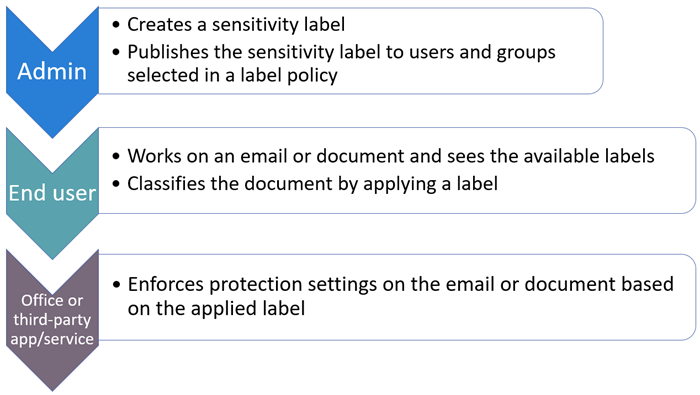 Admin
• Creates a sensitivity label
• Publishes the sensitivity label to users and groups
selected in a label policy
End user
• Works on an email or document and sees the available labels
• Classifies the document by applying a label
Office or
third-party
app/service
• Enforces protection settings on the email or document based
on the applied label